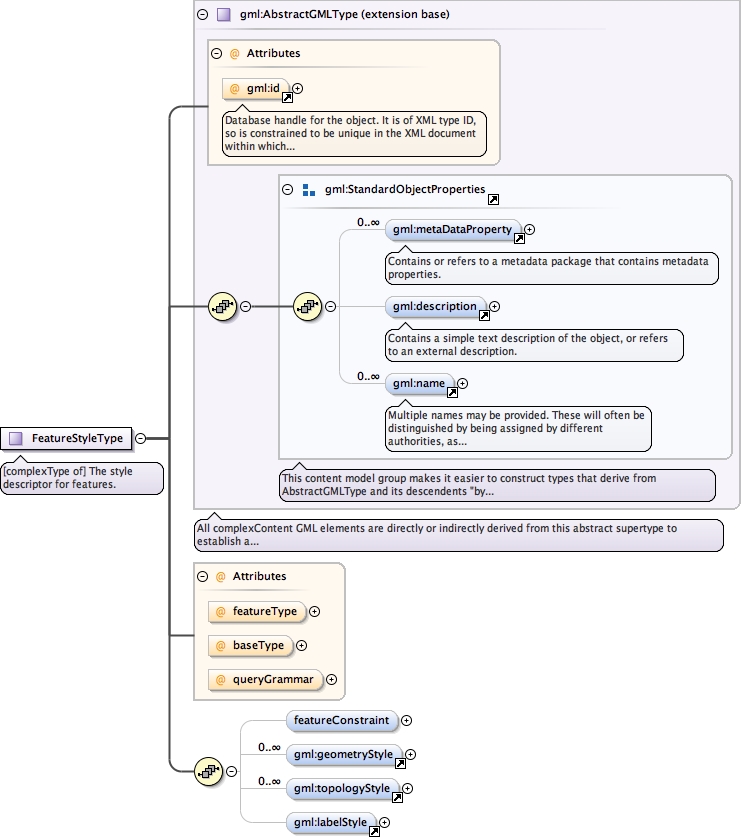 gml:AbstractGMLType (extension base)
@ Attributes
@ gml:id
Database handle for the object. It is of XML type ID,
so is constrained to be unique in the XML document
within which...
gml:StandardObjectProperties
0..∞
gml:metaDataProperty
Contains or refers to a metadata package that contains metadata
properties.
gml:description
Contains a simple text description of the object, or refers
to an external description.
0..∞
gml:name
Multiple names may be provided. These will often be
distinguished by being assigned by different
authorities, as...
FeatureStyleType
[complexType of] The style
descriptor for features.
This content model group makes it easier to construct types that derive from
AbstractGMLType and its descendents "by...
All complexContent GML elements are directly or indirectly derived from this abstract supertype to
establish a...
@ Attributes
@ featureType
@ baseType
@ queryGrammar
featureConstraint
0..∞
gml:geometryStyle
0..∞
gml:topologyStyle
gml:labelStyle